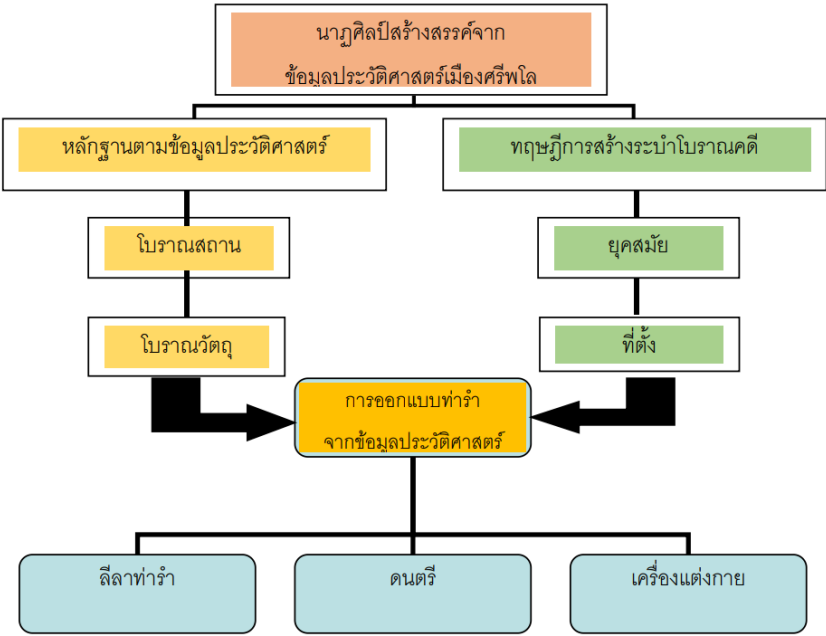 นาฏศิลป์สร้างสรรค์จาก
ข้อมูลประวัติศาสตร์เมืองศรีพโล
หลักฐานตามข้อมูลประวัติศาสตร์
ทฤษฎีการสร้างระบำโบราณคดี
โบราณสถาน
ยุคสมัย
โบราณวัตถุ
ที่ตั้ง
การออกแบบท่ารำ
จากข้อมูลประวัติศาสตร์
ลีลาท่ารำ
ดนตรี
เครื่องแต่งกาย